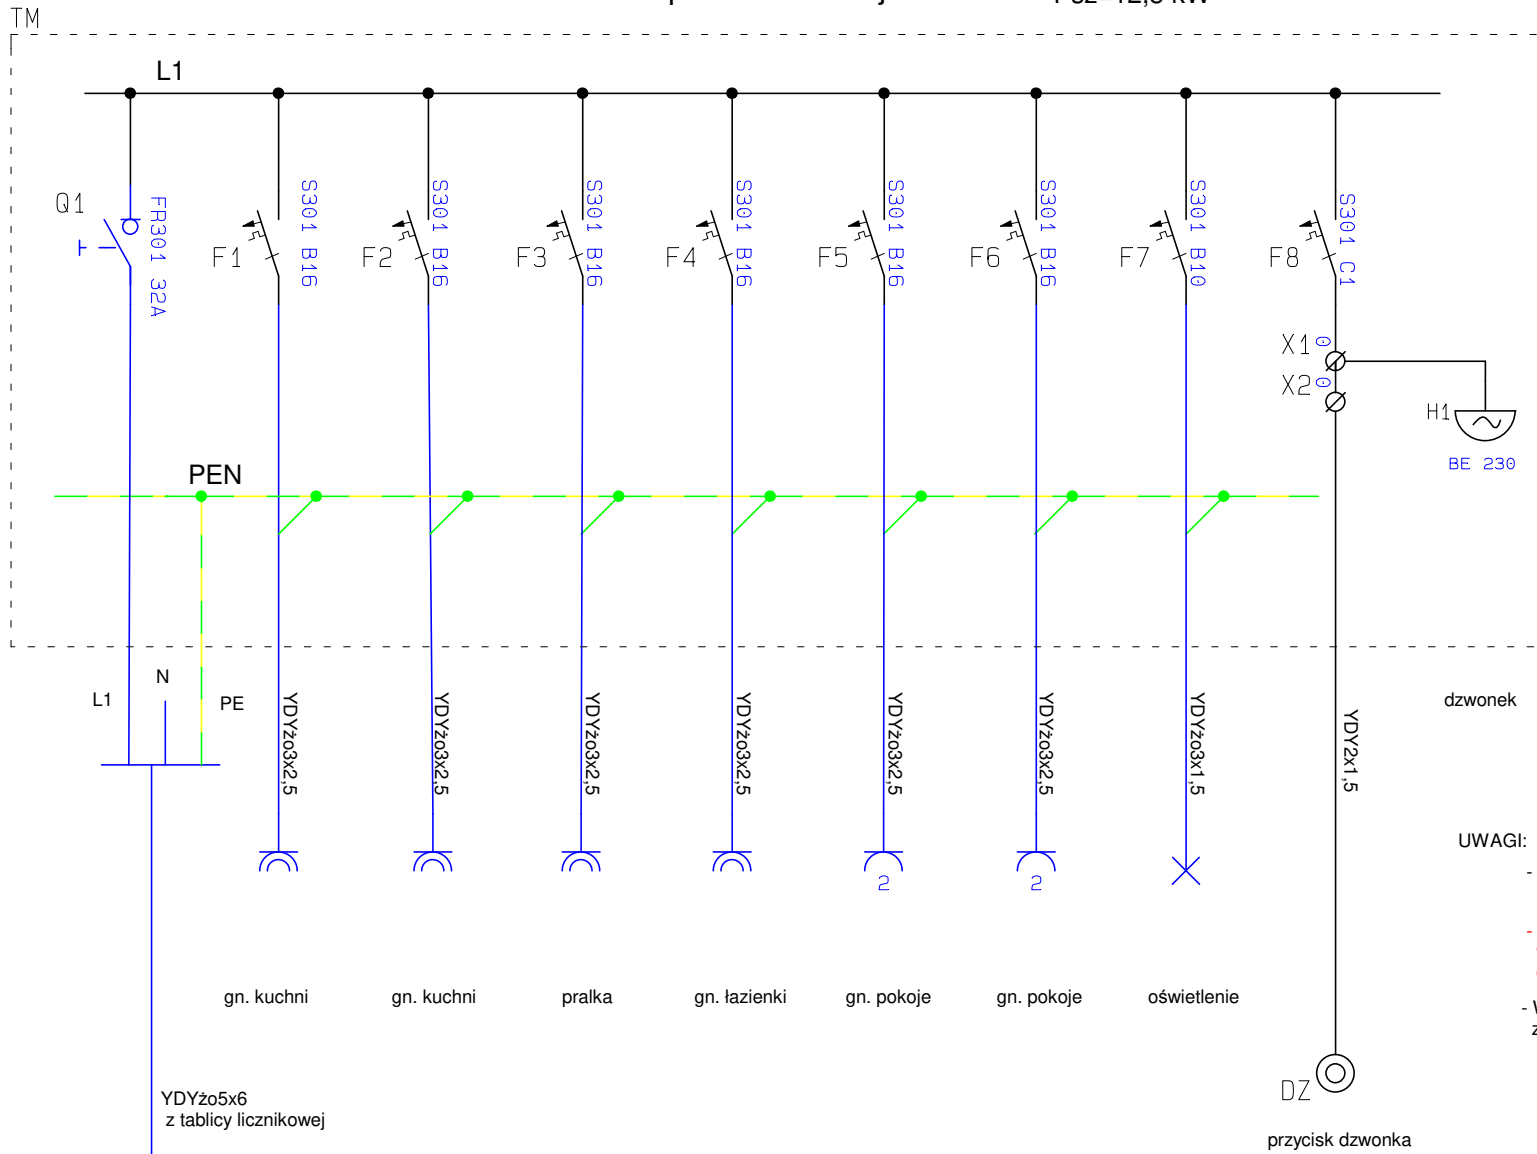 TM
L1
Q1
FR301 32A
F1
S301 B16
F2
S301 B16
F3
S301 B16
F4
S301 B16
F5
S301 B16
F6
S301 B16
F7
S301 B10
F8
S301 C1
X1 0
X2 0
H1
BE 230
PEN
L1
N
PE
YDYżo3x2,5
YDYżo3x2,5
YDYżo3x2,5
YDYżo3x2,5
YDYżo3x2,5
YDYżo3x2,5
YDYżo3x1,5
YDY2x1,5
dzwonek
UWAGI:
-
-
2
2
gn. kuchni
gn. kuchni
pralka
gn. łazienki
gn. pokoje
gn. pokoje
oświetlenie
DZ
przycisk dzwonka
YDYżo5x6
z tablicy licznikowej